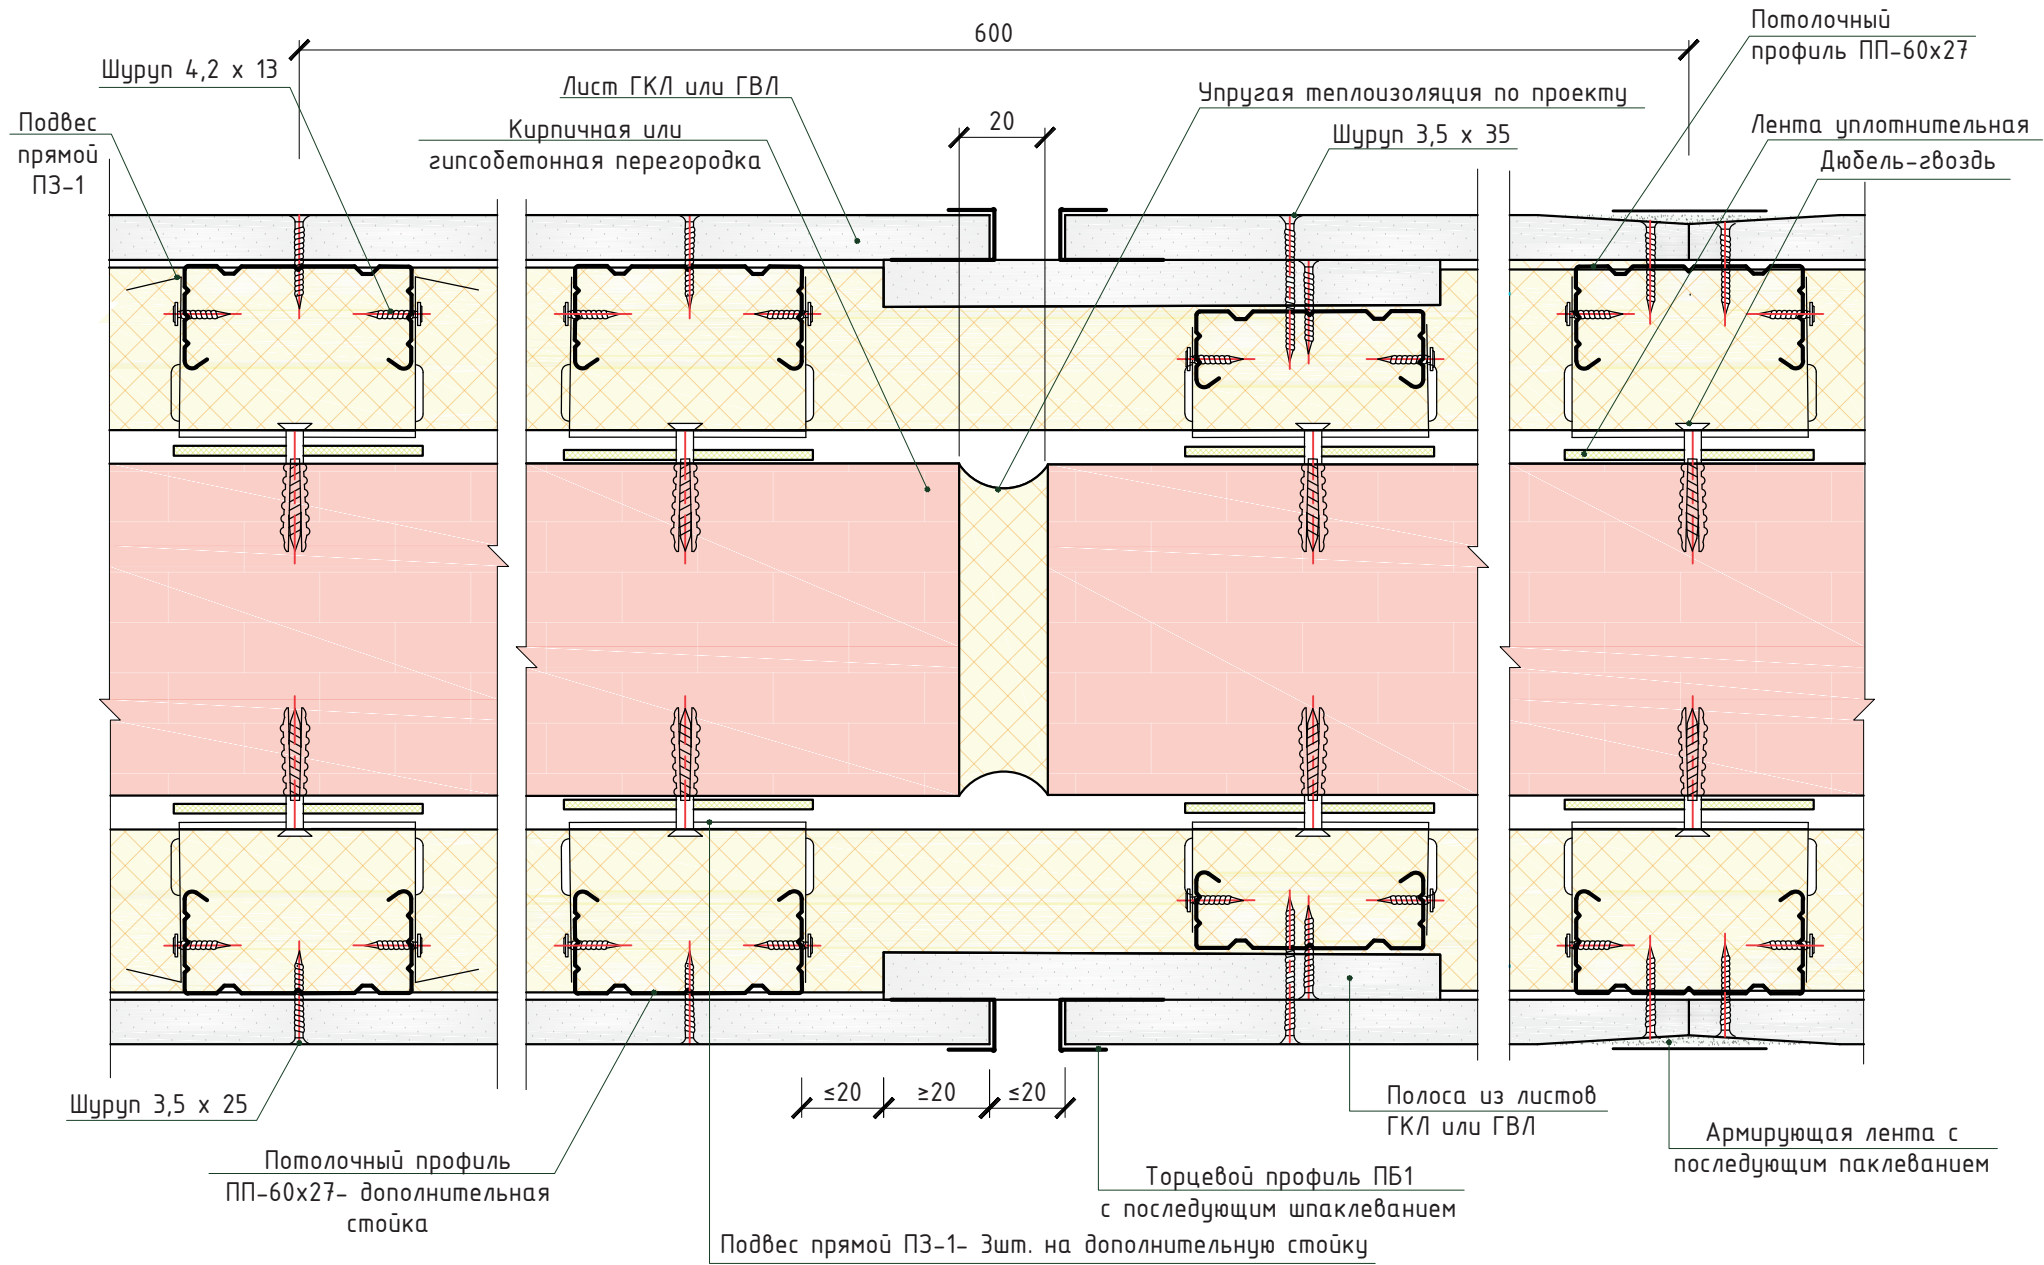 600
Потолочный
профиль ПП-60х27
Шуруп 4,2 х 13
Лист ГКЛ или ГВЛ
Упругая теплоизоляция по проекту
Подвес
прямой
ПЗ-1
Кирпичная или
гипсобетонная перегородка
20
Шуруп 3,5 х 35
Лента уплотнительная
Дюбель-гвоздь
≤20
≥20
≤20
Шуруп 3,5 х 25
Полоса из листов
ГКЛ или ГВЛ
Армирующая лента с
последующим паклеванием
Потолочный профиль
ПП-60х27- дополнительная
стойка
Торцевой профиль ПБ1
с последующим шпаклеванием
Подвес прямой ПЗ-1- 3шт. на дополнительную стойку